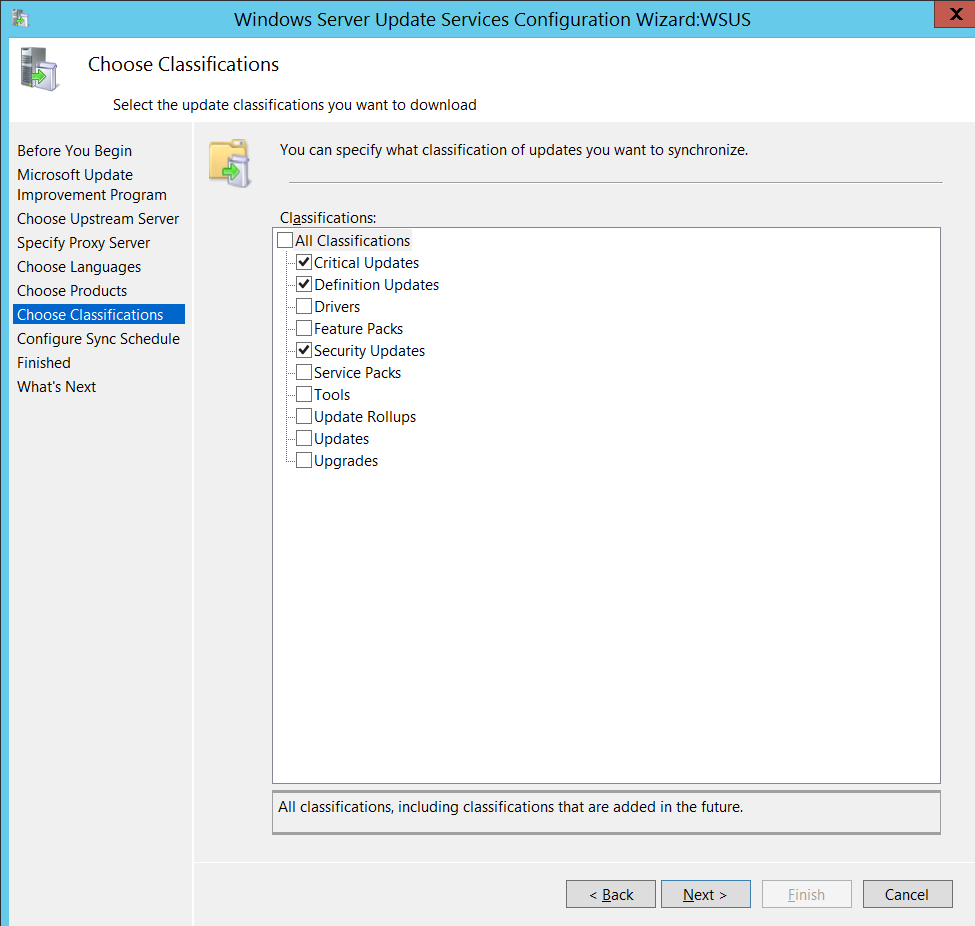 Windows Server Update Services Configuration Wizard:WSUS
X
Choose Classifications
Select the update classifications you want to download
Before You Begin
Microsoft Update
Improvement Program
Choose Upstream Server
Specify Proxy Server
Choose Languages
Choose Products
Choose Classifications
Configure Sync Schedule
Finished
What's Next
You can specify what classification of updates you want to synchronize.
Classifications:
All Classifications
Critical Updates
Definition Updates
Drivers
Feature Packs
Security Updates
Service Packs
Tools
Update Rollups
Updates
Upgrades
All classifications, including classifications that are added in the future.
< Back
Next >
Finish
Cancel